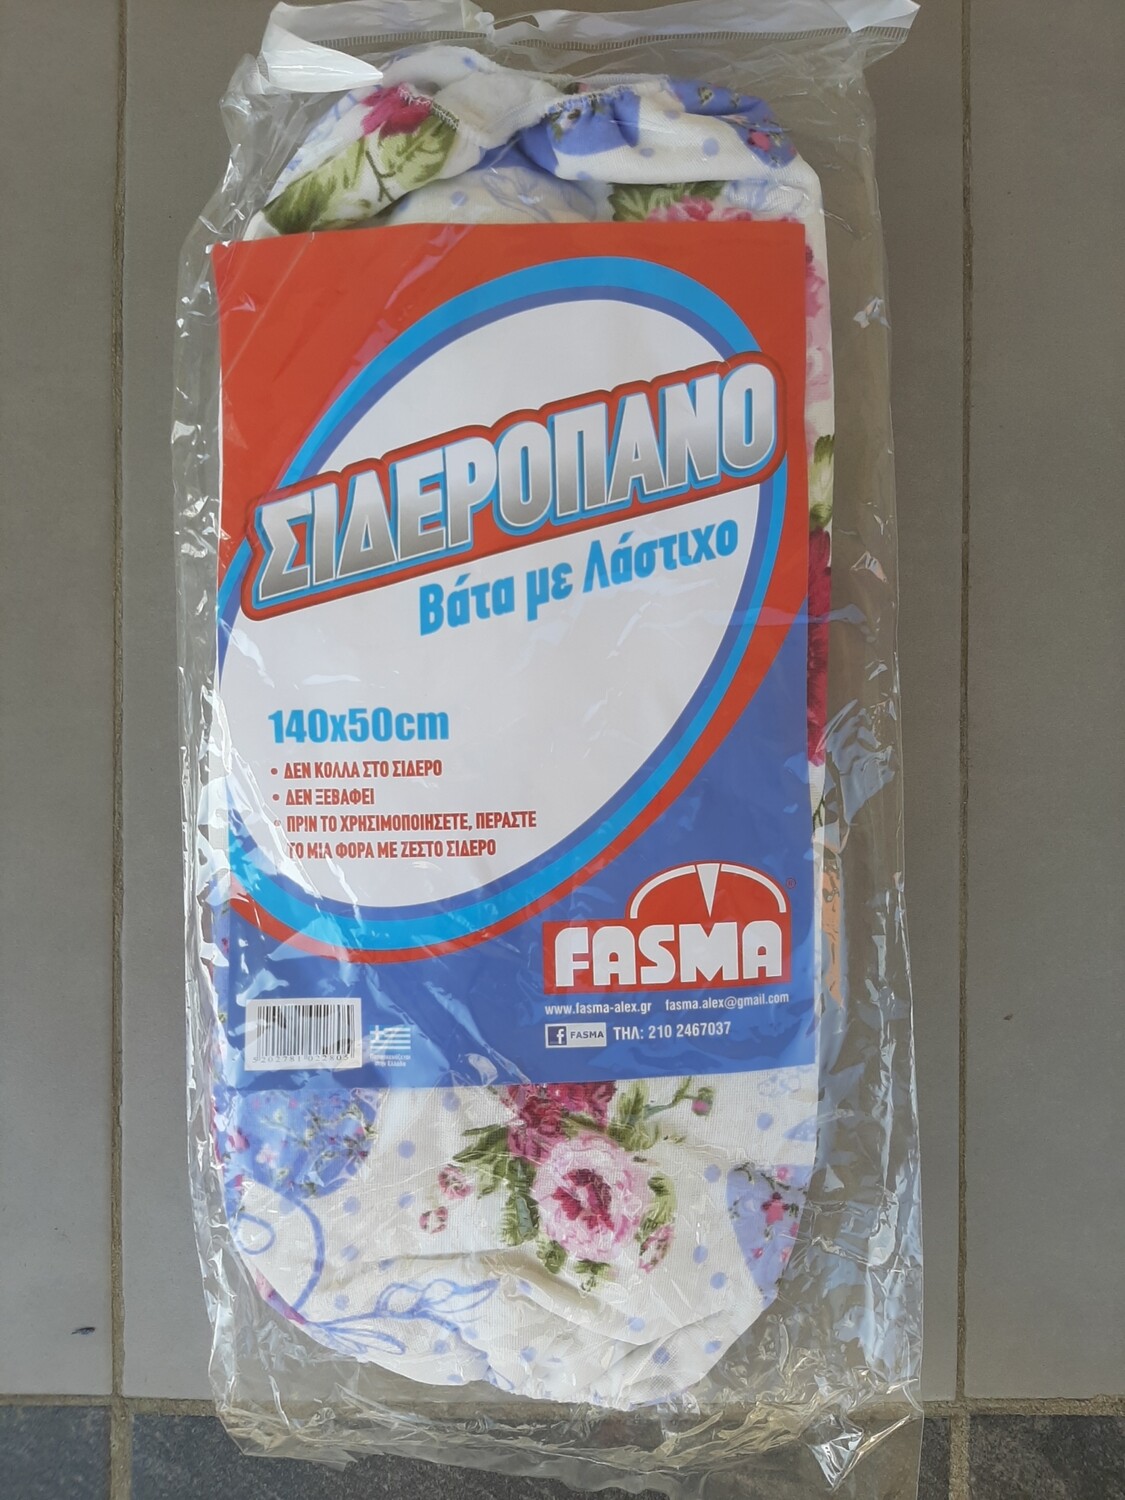 ΣΙΔΕΡΟΠΑΝΟ
Βάτα με Λάστιχο
140x50cm
• ΔΕΝ ΚΟΛΛΑ ΣΤΟ ΣΙΔΕΡΟ
• ΔΕΝ ΞΕΒΑΦΕΙ
• ΠΡΙΝ ΤΟ ΧΡΗΣΙΜΟΠΟΙΗΣΕΤΕ, ΠΕΡΑΣΤΕ
ΤΟ ΜΙΑ ΦΟΡΑ ΜΕ ΖΕΣΤΟ ΣΙΔΕΡΟ
FASMA®
www.fasma-alex.gr fasma.alex@gmail.com
f FASMA ΤΗΛ: 210 2467037